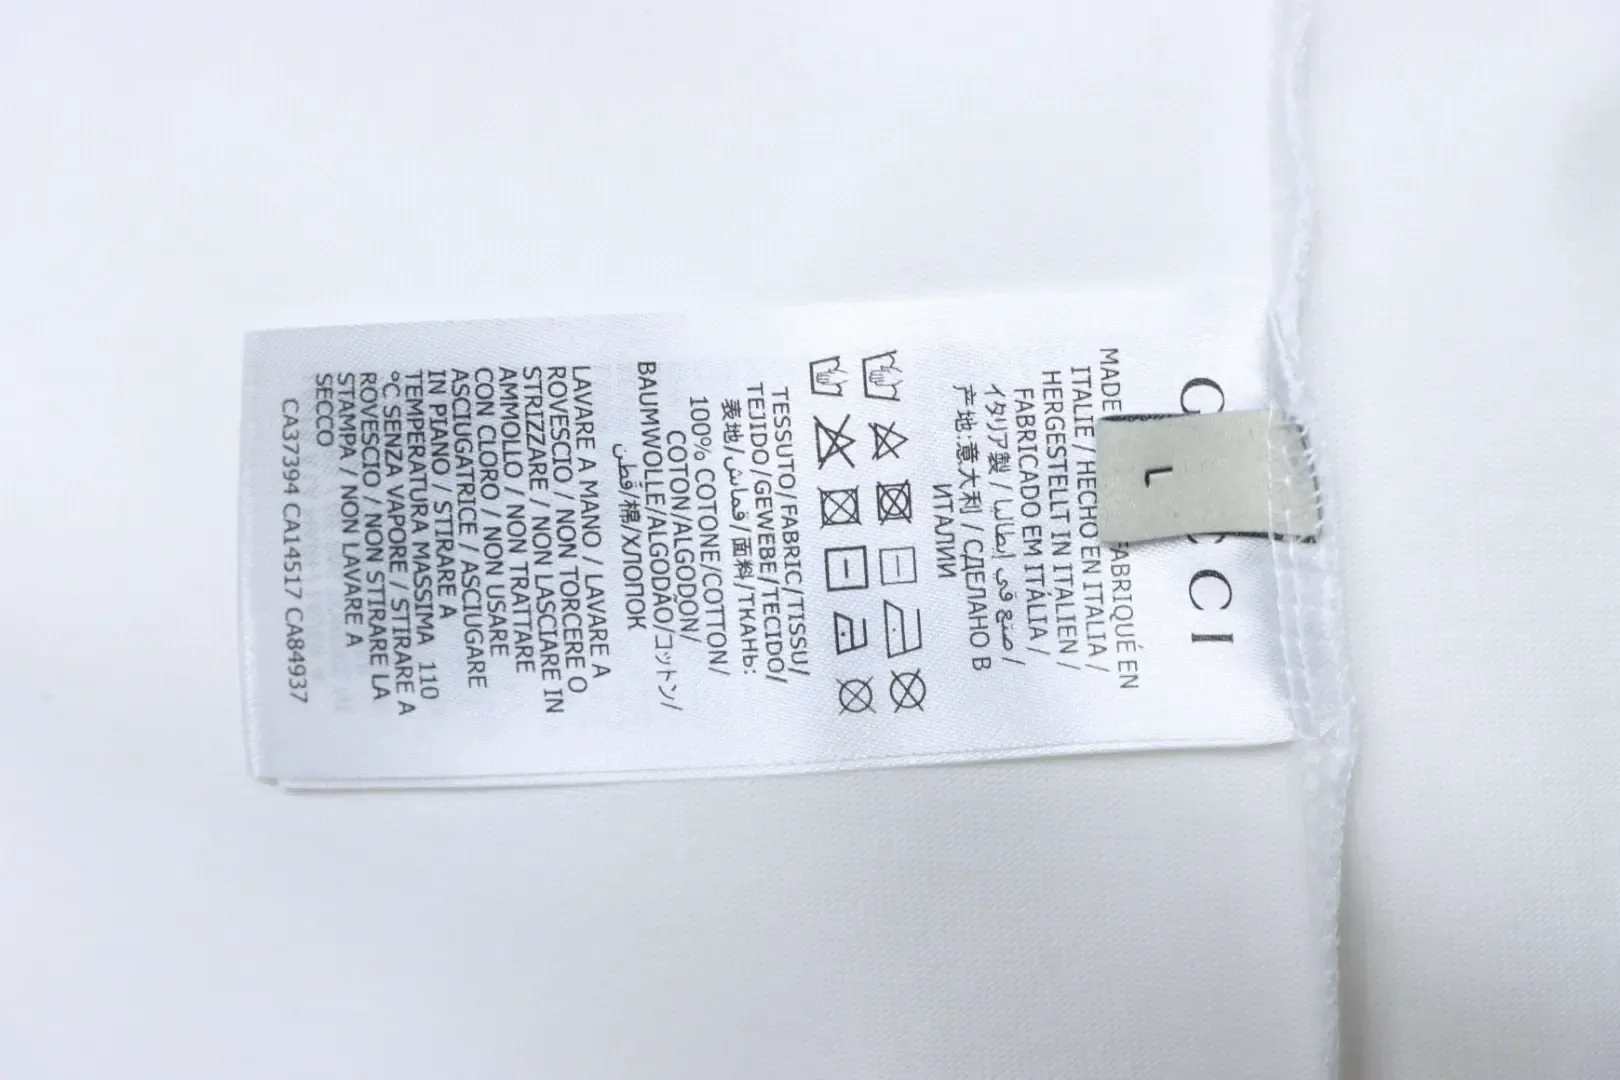 GUCCI
L
MADE FABRIQUÉ EN
ITALIE / HECHO EN ITALIA /
HERGESTELLT IN ITALIEN /
FABRICADO EM ITÁLIA /
イタリア製 / صنع في إيطاليا /
产地:意大利 / СДЕЛАНО В
ИТАЛИИ
TESSUTO/FABRIC/TISSU/
TEJIDO/GEWEBE/TECIDO/
表地/قماش/面料/ТКАНЬ:
100% COTONE/COTTON/
COTON/ALGODON/
BAUMWOLLE/ALGODÃO/コットン/
قطن/棉/ХЛОПОК
LAVARE A MANO / LAVARE A
ROVESCIO / NON TORCERE O
STRIZZARE / NON LASCIARE IN
AMMOLLO / NON TRATTARE
CON CLORO / NON USARE
ASCIUGATRICE / ASCIUGARE
IN PIANO / STIRARE A
TEMPERATURA MASSIMA 110
°C SENZA VAPORE / STIRARE A
ROVESCIO / NON STIRARE LA
STAMPA / NON LAVARE A
SECCO
CA37394 CA14517 CA84937